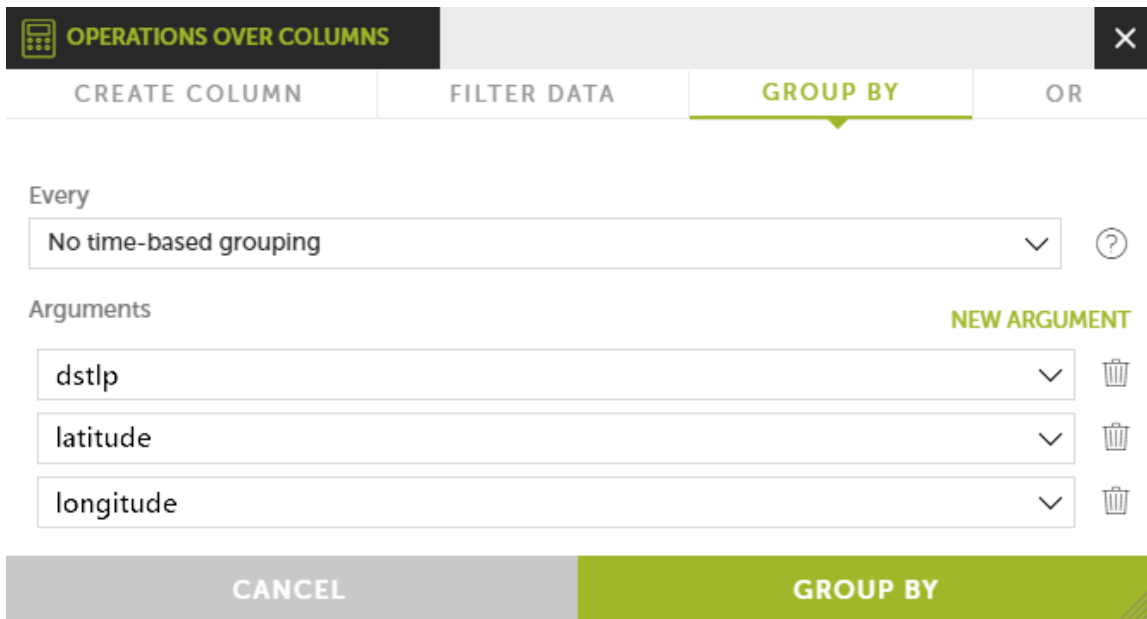 OPERATIONS OVER COLUMNS
CREATE COLUMN FILTER DATA GROUP BY OR
Every
No time-based grouping
?
Arguments
NEW ARGUMENT
dstlp
latitude
longitude
CANCEL GROUP BY